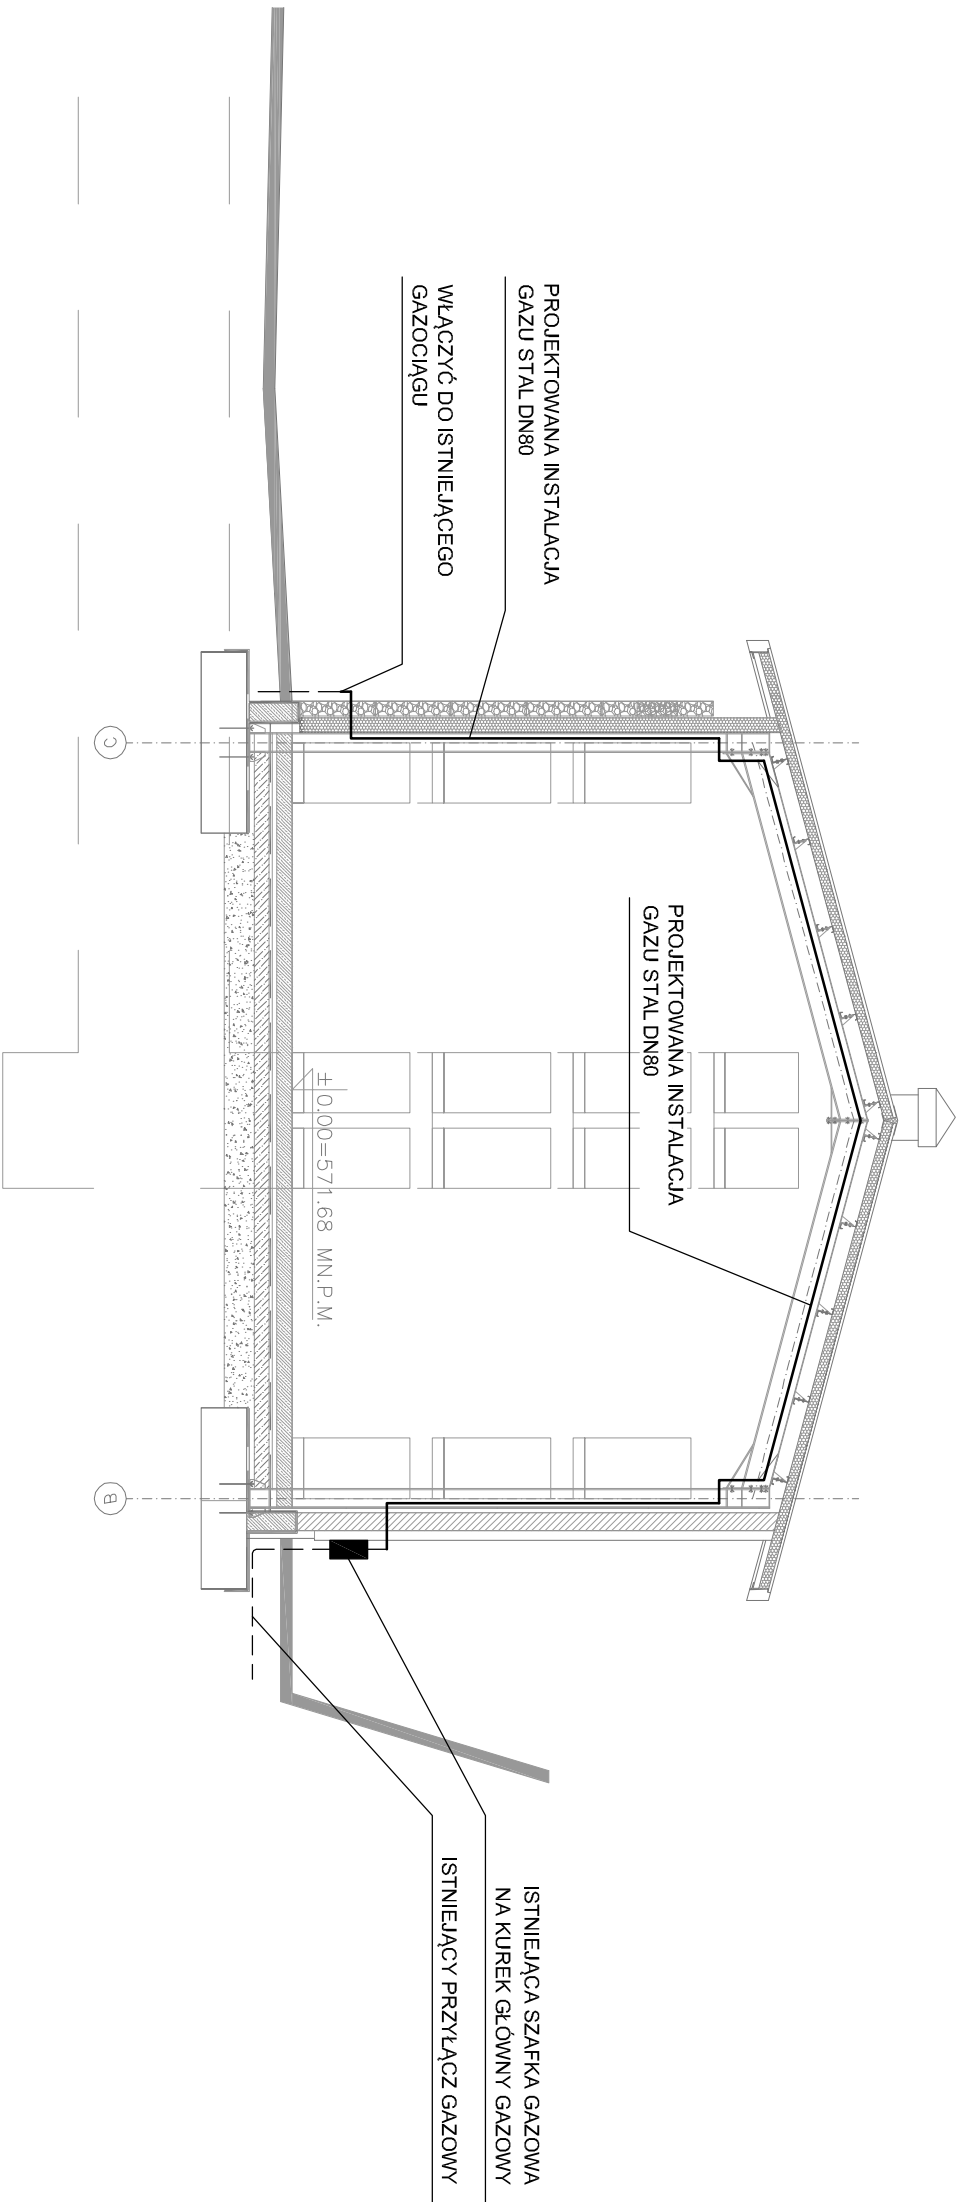 PROJEKTOWANA INSTALACJA
GAZU STAL DN80
WŁĄCZYĆ DO ISTNIEJĄCEGO
GAZOCIĄGU
C
PROJEKTOWANA INSTALACJA
GAZU STAL DN80
± 0.00=571.68 MN.P.M.
B
ISTNIEJĄCA SZAFKA GAZOWA
NA KUREK GŁÓWNY GAZOWY
ISTNIEJĄCY PRZYŁĄCZ GAZOWY